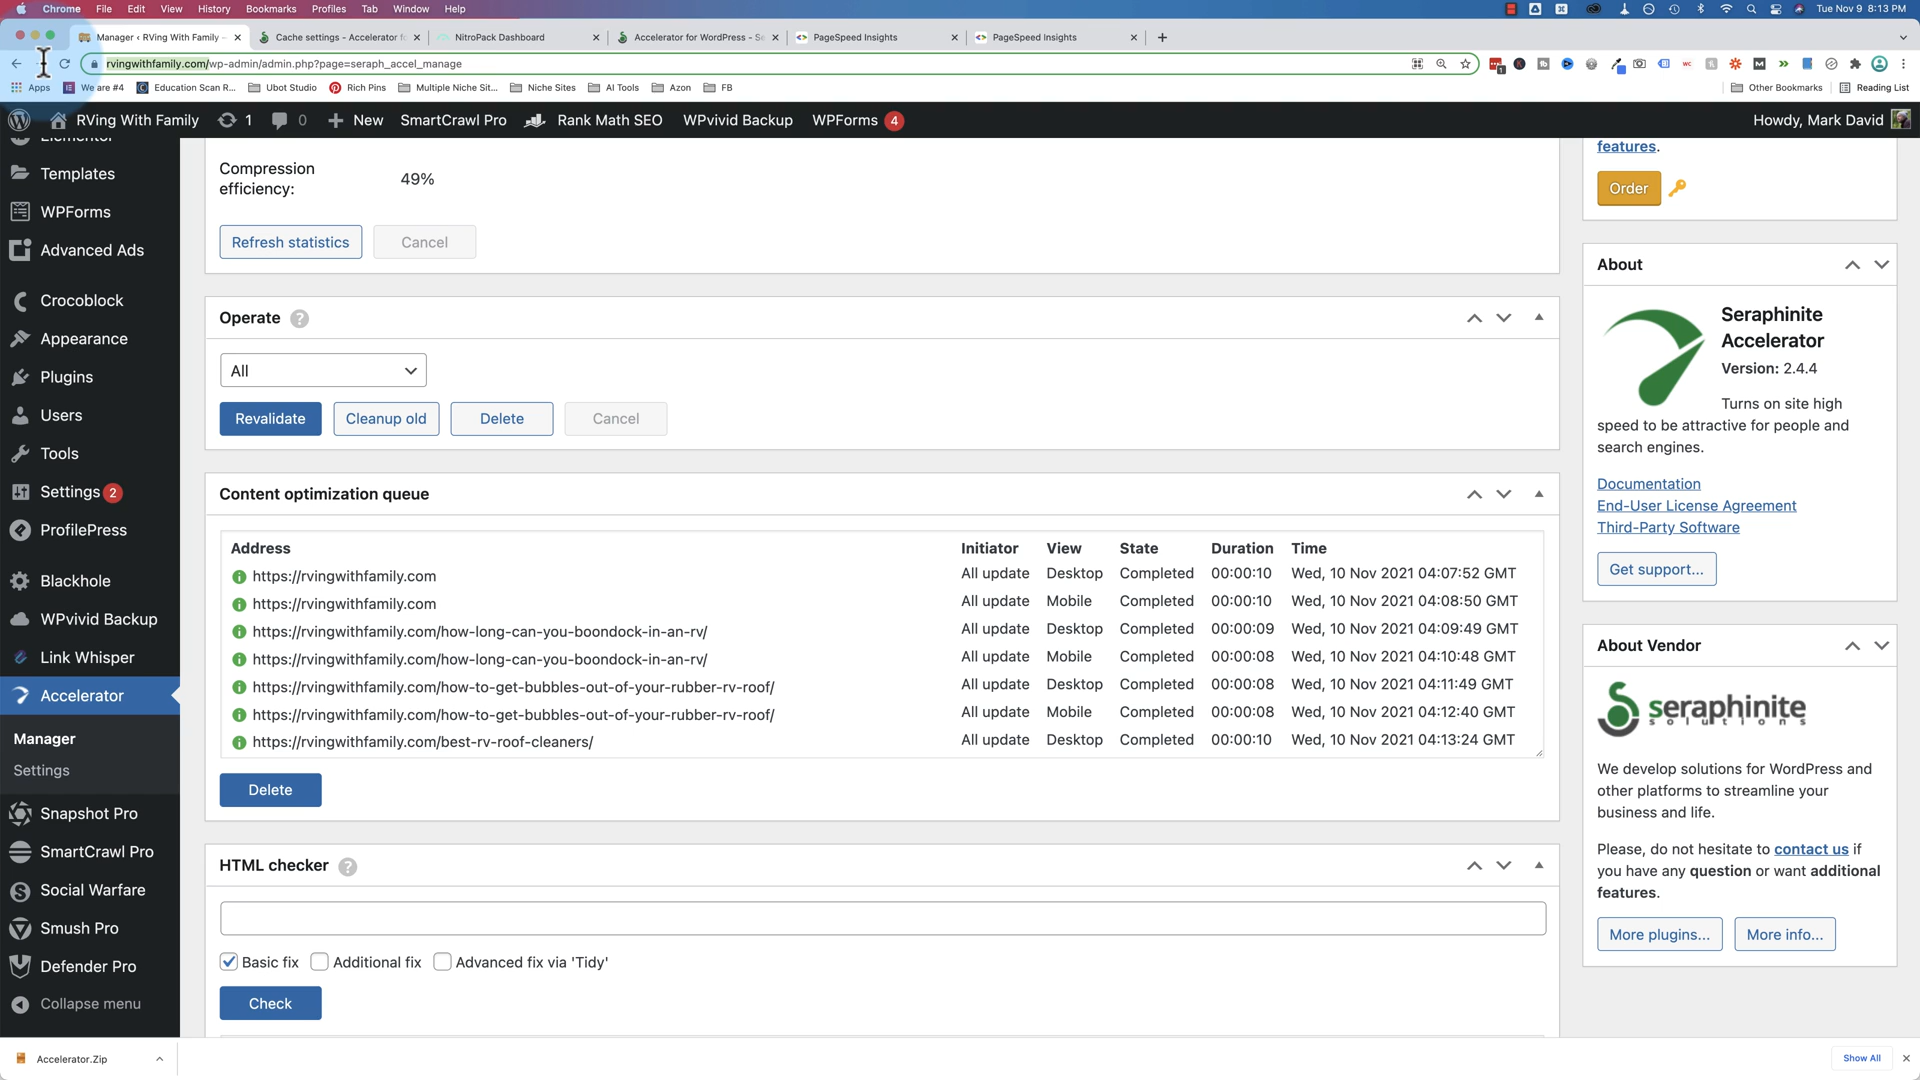 Chrome File Edit View History Bookmarks Profiles Tab Window Help Tue Nov 9 8:13 PM
Manager ‹ RVing With Family –
Cache settings - Accelerator fo
NitroPack Dashboard
Accelerator for WordPress - Se
PageSpeed Insights
PageSpeed Insights
rvingwithfamily.com/wp-admin/admin.php?page=seraph_accel_manage
Apps We are #4 Education Scan R... Ubot Studio Rich Pins Multiple Niche Sit... Niche Sites AI Tools Azon FB Other Bookmarks Reading List
RVing With Family 1 0 New SmartCrawl Pro Rank Math SEO WPvivid Backup WPForms 4 Howdy, Mark David
Elementor
Templates
WPForms
Advanced Ads
Crocoblock
Appearance
Plugins
Users
Tools
Settings 2
ProfilePress
Blackhole
WPvivid Backup
Link Whisper
Accelerator
Manager
Settings
Snapshot Pro
SmartCrawl Pro
Social Warfare
Smush Pro
Defender Pro
Collapse menu
Compression
efficiency: 49%
Refresh statistics Cancel
Operate
All
Revalidate Cleanup old Delete Cancel
Content optimization queue
Address Initiator View State Duration Time
https://rvingwithfamily.com All update Desktop Completed 00:00:10 Wed, 10 Nov 2021 04:07:52 GMT
https://rvingwithfamily.com All update Mobile Completed 00:00:10 Wed, 10 Nov 2021 04:08:50 GMT
https://rvingwithfamily.com/how-long-can-you-boondock-in-an-rv/ All update Desktop Completed 00:00:09 Wed, 10 Nov 2021 04:09:49 GMT
https://rvingwithfamily.com/how-long-can-you-boondock-in-an-rv/ All update Mobile Completed 00:00:08 Wed, 10 Nov 2021 04:10:48 GMT
https://rvingwithfamily.com/how-to-get-bubbles-out-of-your-rubber-rv-roof/ All update Desktop Completed 00:00:08 Wed, 10 Nov 2021 04:11:49 GMT
https://rvingwithfamily.com/how-to-get-bubbles-out-of-your-rubber-rv-roof/ All update Mobile Completed 00:00:08 Wed, 10 Nov 2021 04:12:40 GMT
https://rvingwithfamily.com/best-rv-roof-cleaners/ All update Desktop Completed 00:00:10 Wed, 10 Nov 2021 04:13:24 GMT
Delete
HTML checker
Basic fix Additional fix Advanced fix via 'Tidy'
Check
features.
Order
About
Seraphinite
Accelerator
Version: 2.4.4
Turns on site high
speed to be attractive for people and
search engines.
Documentation
End-User License Agreement
Third-Party Software
Get support...
About Vendor
seraphinite
solutions
We develop solutions for WordPress and
other platforms to streamline your
business and life.
Please, do not hesitate to contact us if
you have any question or want additional
features.
More plugins... More info...
Accelerator.Zip Show All